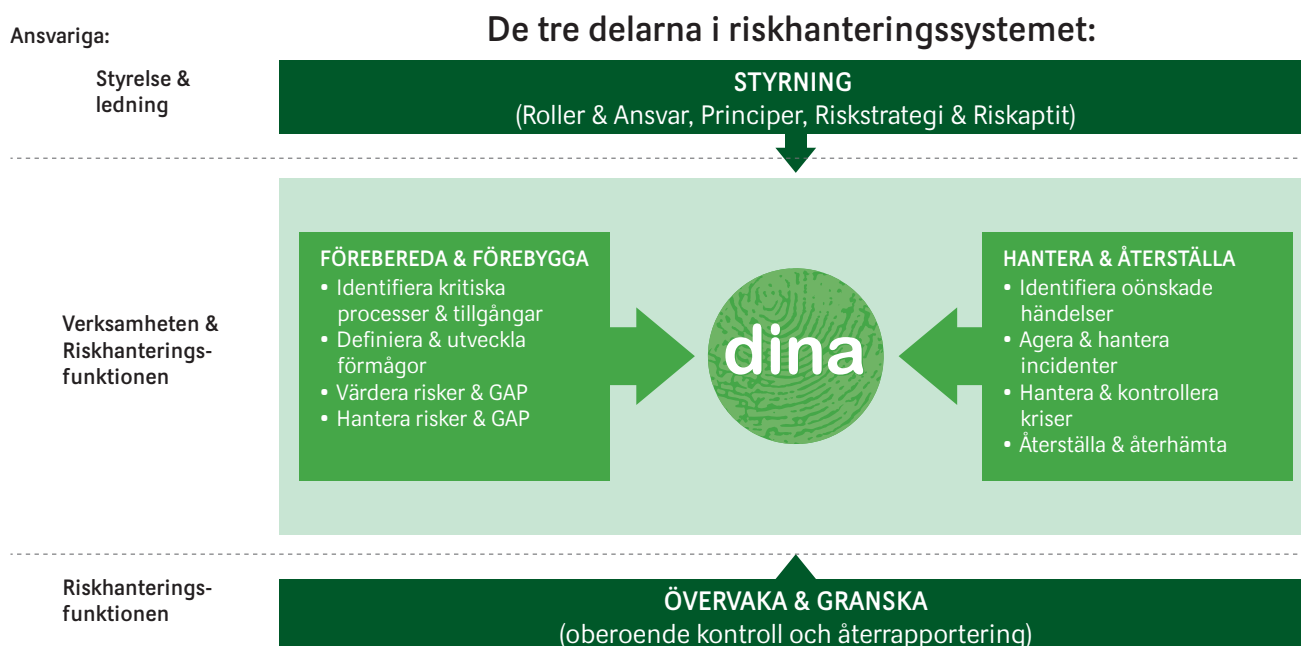 De tre delarna i riskhanteringssystemet:
Ansvariga:
Styrelse &
ledning
STYRNING
(Roller & Ansvar, Principer, Riskstrategi & Riskaptit)
Verksamheten &
Riskhanterings-
funktionen
FÖREBEREDA & FÖREBYGGA
• Identifiera kritiska
processer & tillgångar
• Definiera & utveckla
förmågor
• Värdera risker & GAP
• Hantera risker & GAP
dina
HANTERA & ÅTERSTÄLLA
• Identifiera oönskade
händelser
• Agera & hantera
incidenter
• Hantera & kontrollera
kriser
• Återställa & återhämta
Riskhanterings-
funktionen
ÖVERVAKA & GRANSKA
(oberoende kontroll och återrapportering)